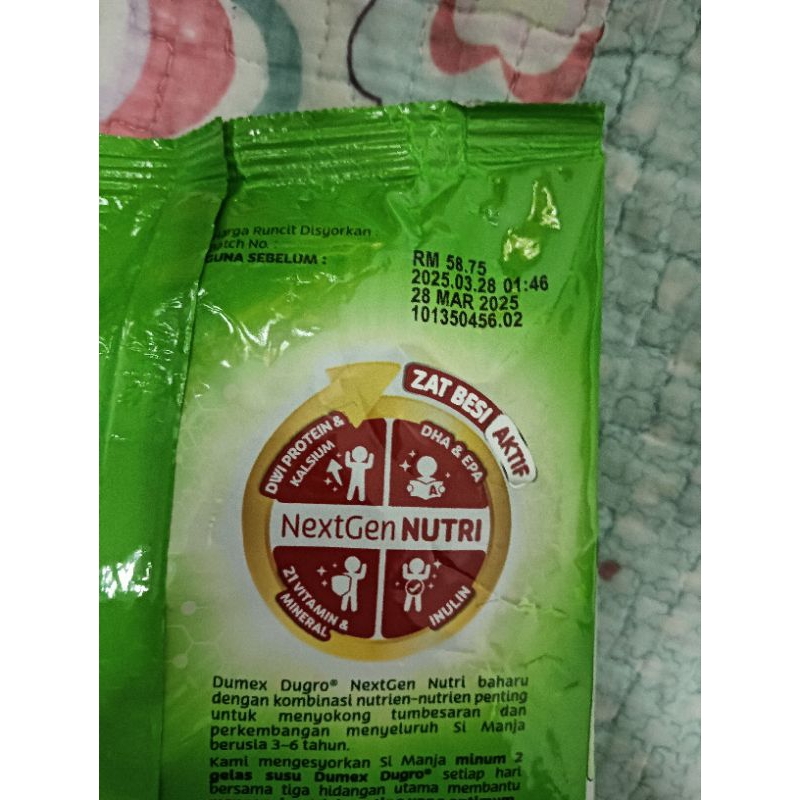 Harga Runcit Disyorkan
Batch No. :
GUNA SEBELUM :
RM 58.75
2025.03.28 01:46
28 MAR 2025
101350456.02
ZAT BESI AKTIF
DWI PROTEIN &
KALSIUM
DHA & EPA
A
NextGen NUTRI
21 VITAMIN &
MINERAL
INULIN
Dumex Dugro® NextGen Nutri baharu
dengan kombinasi nutrien-nutrien penting
untuk menyokong tumbesaran dan
perkembangan menyeluruh Si Manja
berusia 3-6 tahun.
Kami mengesyorkan Si Manja minum 2
gelas susu Dumex Dugro® setiap hari
bersama tiga hidangan utama membantu